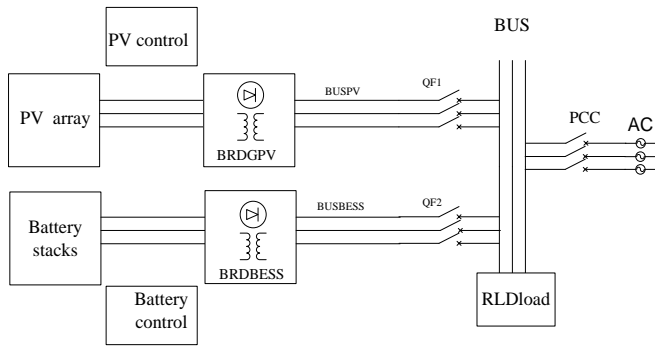 BUS
PV control
PV array
BRDGPV
BUSPV
QF1
PCC
AC
Battery
stacks
BRDBESS
BUSBESS
QF2
Battery
control
RLDload